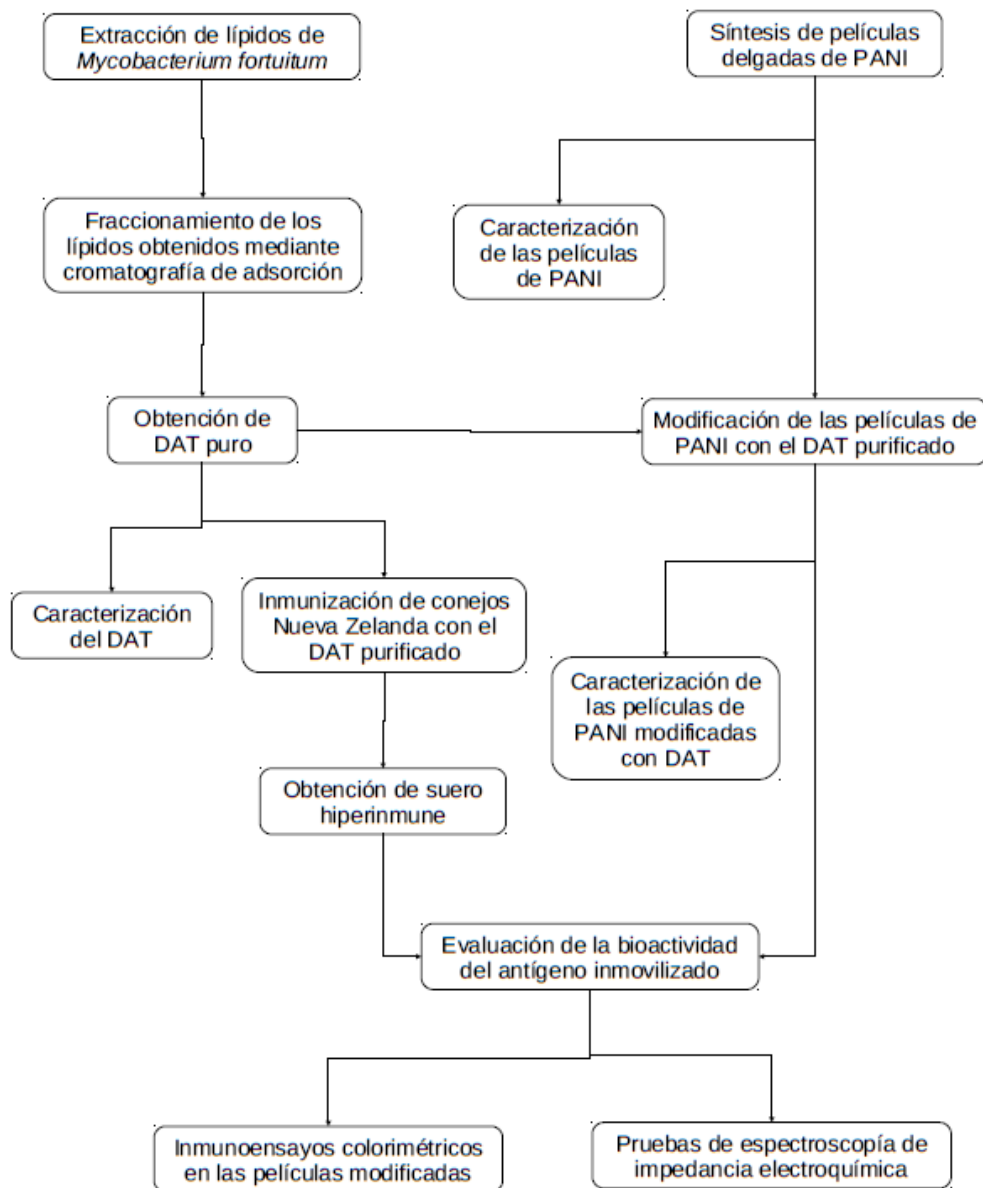 Extracción de lípidos de
Mycobacterium fortuitum
Síntesis de películas
delgadas de PANI
Fraccionamiento de los
lípidos obtenidos mediante
cromatografía de adsorción
Caracterización
de las películas
de PANI
Obtención de
DAT puro
Modificación de las películas de
PANI con el DAT purificado
Caracterización
del DAT
Inmunización de conejos
Nueva Zelanda con el
DAT purificado
Caracterización de
las películas de
PANI modificadas
con DAT
Obtención de suero
hiperinmune
Evaluación de la bioactividad
del antígeno inmovilizado
Inmunoensayos colorimétricos
en las películas modificadas
Pruebas de espectroscopía de
impedancia electroquímica